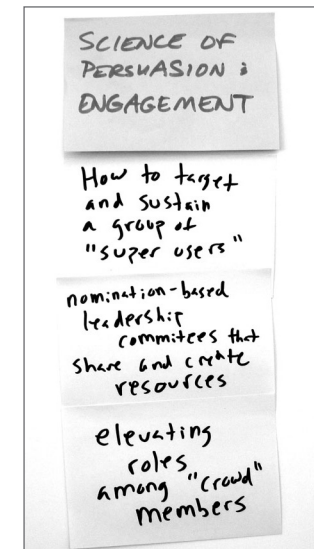 SCIENCE OF
PERSUASION &
ENGAGEMENT
How to target
and sustain
a group of
"super users"
nomination-based
leadership
commitees that
share and create
resources
elevating
roles
among "crowd"
members